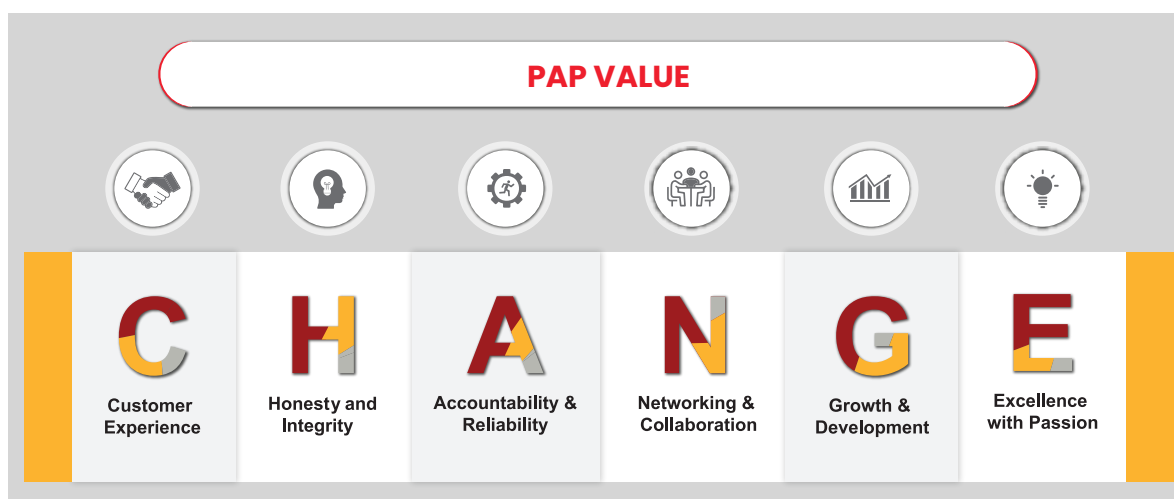 PAP VALUE
C
H
A
N
G
E
Customer
Experience
Honesty and
Integrity
Accountability &
Reliability
Networking &
Collaboration
Growth &
Development
Excellence
with Passion